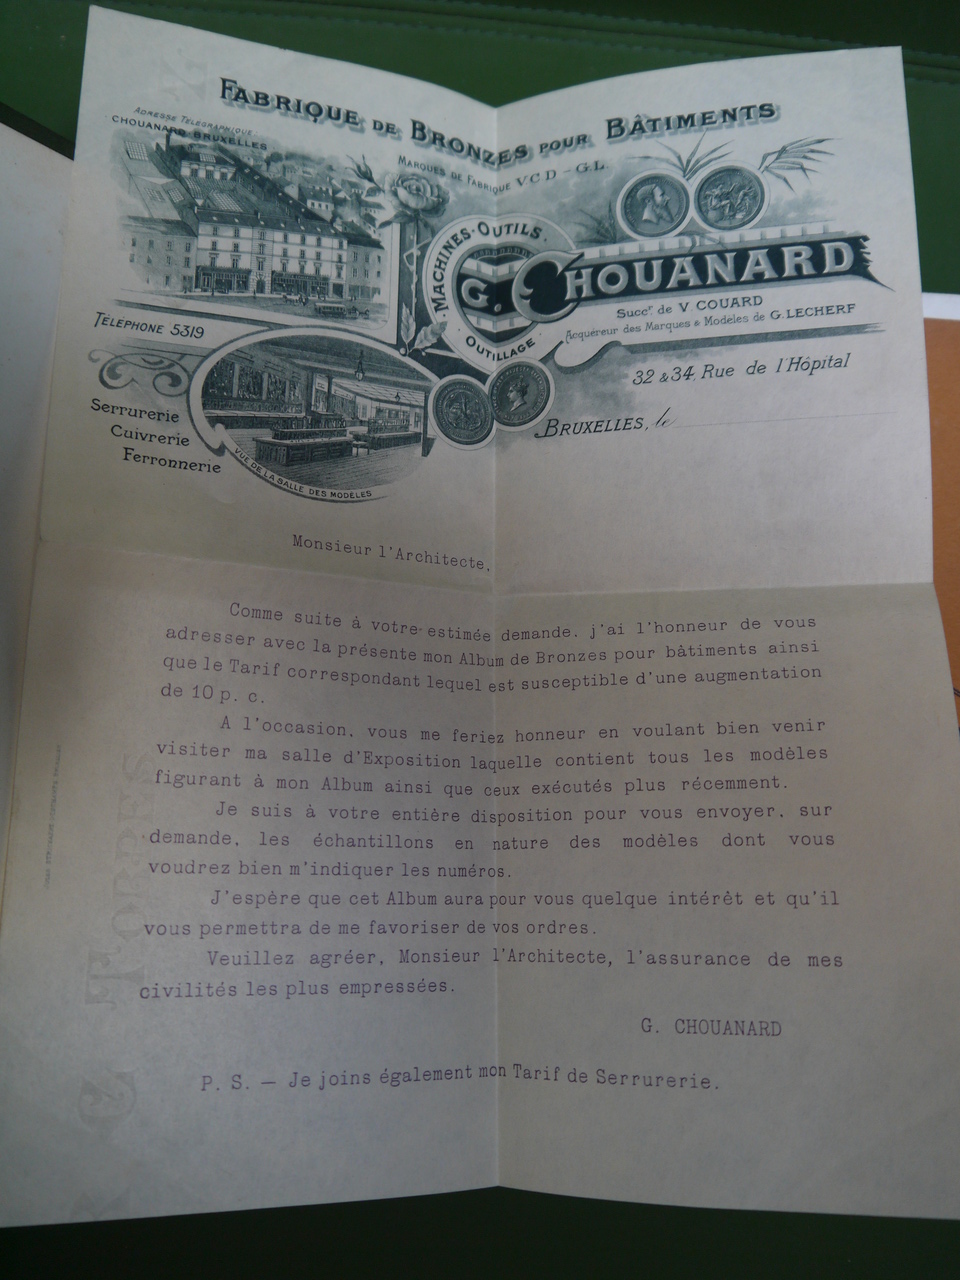 FABRIQUE DE BRONZES POUR BÂTIMENTS
ADRESSE TÉLÉGRAPHIQUE
CHOUANARD BRUXELLES
MARQUES DE FABRIQUE V C D - G L.
MACHINES-OUTILS.
OUTILLAGE
G. CHOUANARD
Succr de V. COUARD
Acquéreur des Marques & Modèles de G. LECHERF
TÉLÉPHONE 5319
32 & 34, Rue de l'Hôpital
BRUXELLES, le
Serrurerie
Cuivrerie
Ferronnerie
VUE DE LA SALLE DES MODÈLES
Monsieur l'Architecte,
Comme suite à votre estimée demande, j'ai l'honneur de vous
adresser avec la présente mon Album de Bronzes pour bâtiments ainsi
que le Tarif correspondant lequel est susceptible d'une augmentation
de 10 p. c.
A l'occasion, vous me feriez honneur en voulant bien venir
visiter ma salle d'Exposition laquelle contient tous les modèles
figurant à mon Album ainsi que ceux exécutés plus récemment.
Je suis à votre entière disposition pour vous envoyer, sur
demande, les échantillons en nature des modèles dont vous
voudrez bien m'indiquer les numéros.
J'espère que cet Album aura pour vous quelque intérêt et qu'il
vous permettra de me favoriser de vos ordres.
Veuillez agréer, Monsieur l'Architecte, l'assurance de mes
civilités les plus empressées.
G. CHOUANARD
P. S. — Je joins également mon Tarif de Serrurerie.